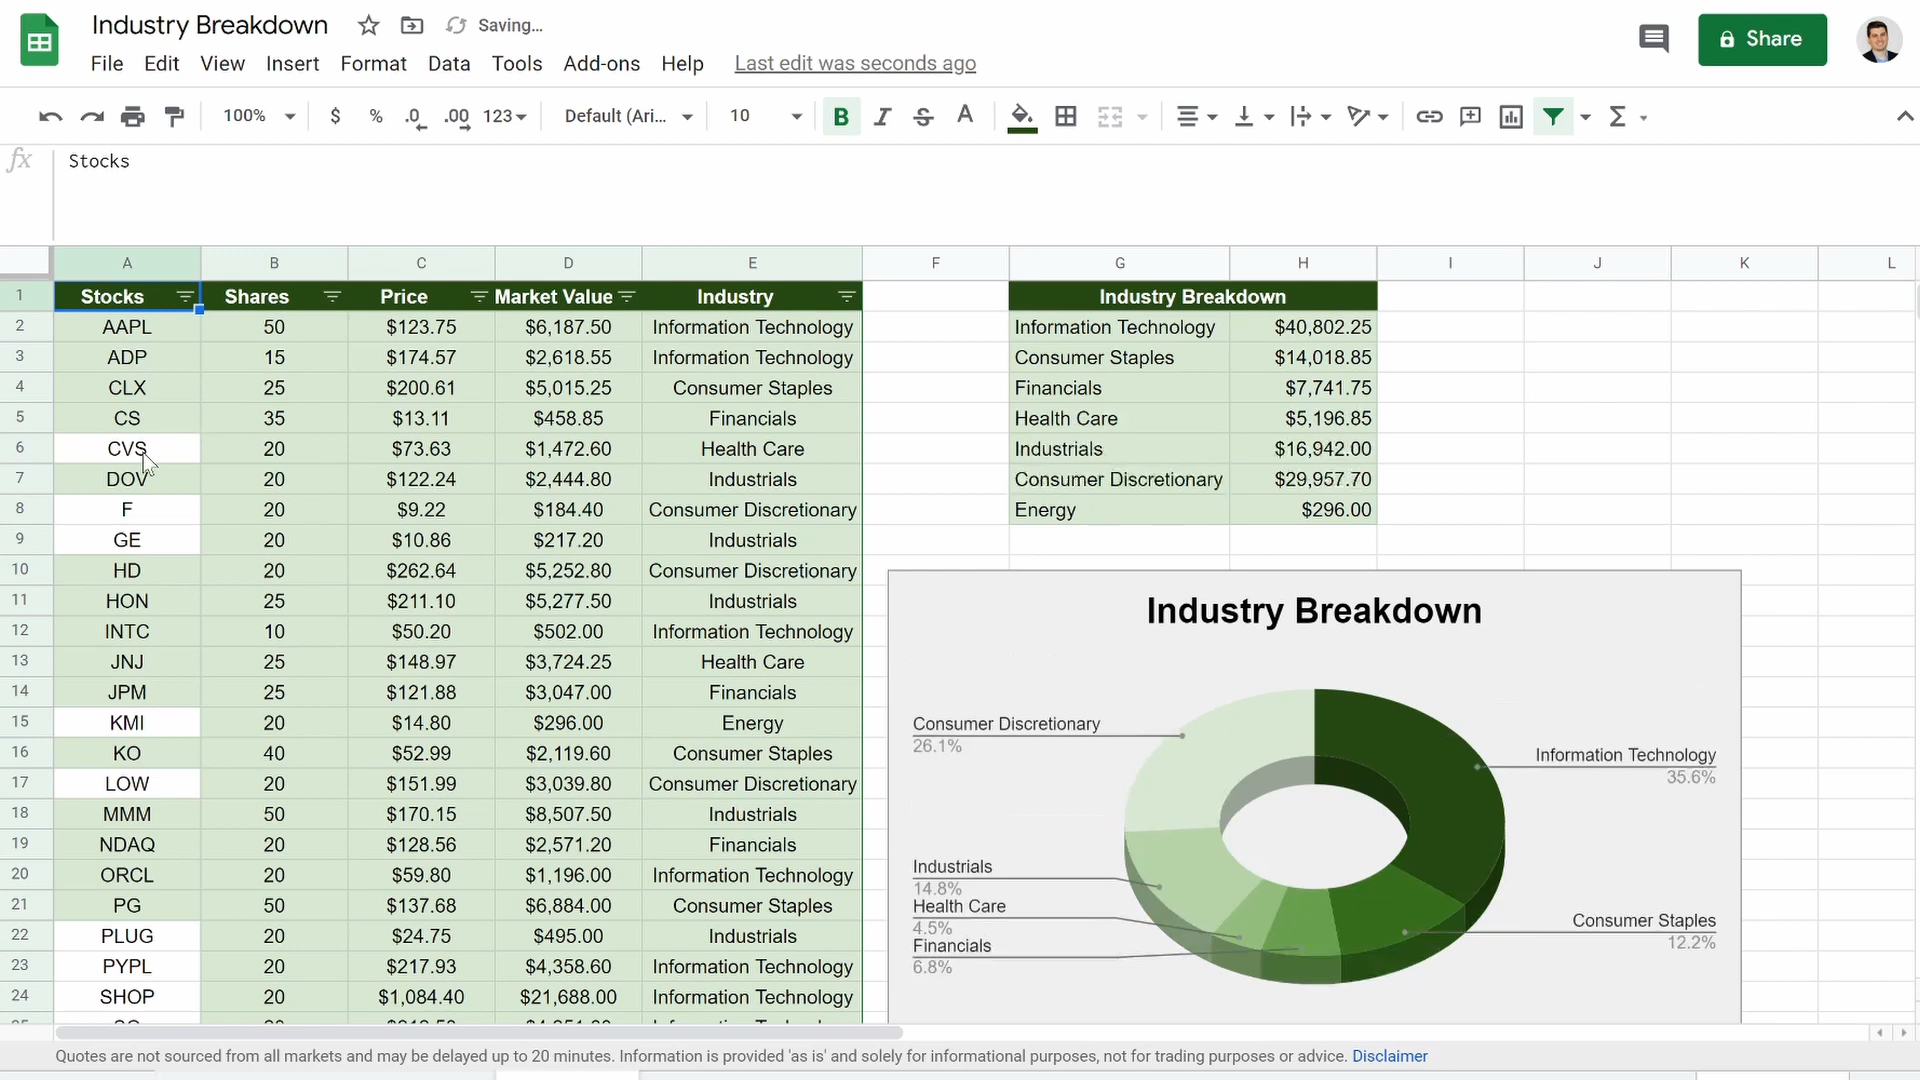 Industry Breakdown Saving...
File Edit View Insert Format Data Tools Add-ons Help Last edit was seconds ago
Share
100% $ % .0 .00 123 Default (Ari... 10 B I S A Σ
fx Stocks
A B C D E F G H I J K L
1 Stocks Shares Price Market Value Industry Industry Breakdown
2 AAPL 50 $123.75 $6,187.50 Information Technology Information Technology $40,802.25
3 ADP 15 $174.57 $2,618.55 Information Technology Consumer Staples $14,018.85
4 CLX 25 $200.61 $5,015.25 Consumer Staples Financials $7,741.75
5 CS 35 $13.11 $458.85 Financials Health Care $5,196.85
6 CVS 20 $73.63 $1,472.60 Health Care Industrials $16,942.00
7 DOV 20 $122.24 $2,444.80 Industrials Consumer Discretionary $29,957.70
8 F 20 $9.22 $184.40 Consumer Discretionary Energy $296.00
9 GE 20 $10.86 $217.20 Industrials
10 HD 20 $262.64 $5,252.80 Consumer Discretionary
11 HON 25 $211.10 $5,277.50 Industrials
12 INTC 10 $50.20 $502.00 Information Technology
13 JNJ 25 $148.97 $3,724.25 Health Care
14 JPM 25 $121.88 $3,047.00 Financials
15 KMI 20 $14.80 $296.00 Energy
16 KO 40 $52.99 $2,119.60 Consumer Staples
17 LOW 20 $151.99 $3,039.80 Consumer Discretionary
18 MMM 50 $170.15 $8,507.50 Industrials
19 NDAQ 20 $128.56 $2,571.20 Financials
20 ORCL 20 $59.80 $1,196.00 Information Technology
21 PG 50 $137.68 $6,884.00 Consumer Staples
22 PLUG 20 $24.75 $495.00 Industrials
23 PYPL 20 $217.93 $4,358.60 Information Technology
24 SHOP 20 $1,084.40 $21,688.00 Information Technology
Industry Breakdown
Consumer Discretionary
26.1%
Information Technology
35.6%
Industrials
14.8%
Health Care
4.5%
Financials
6.8%
Consumer Staples
12.2%
Quotes are not sourced from all markets and may be delayed up to 20 minutes. Information is provided 'as is' and solely for informational purposes, not for trading purposes or advice. Disclaimer